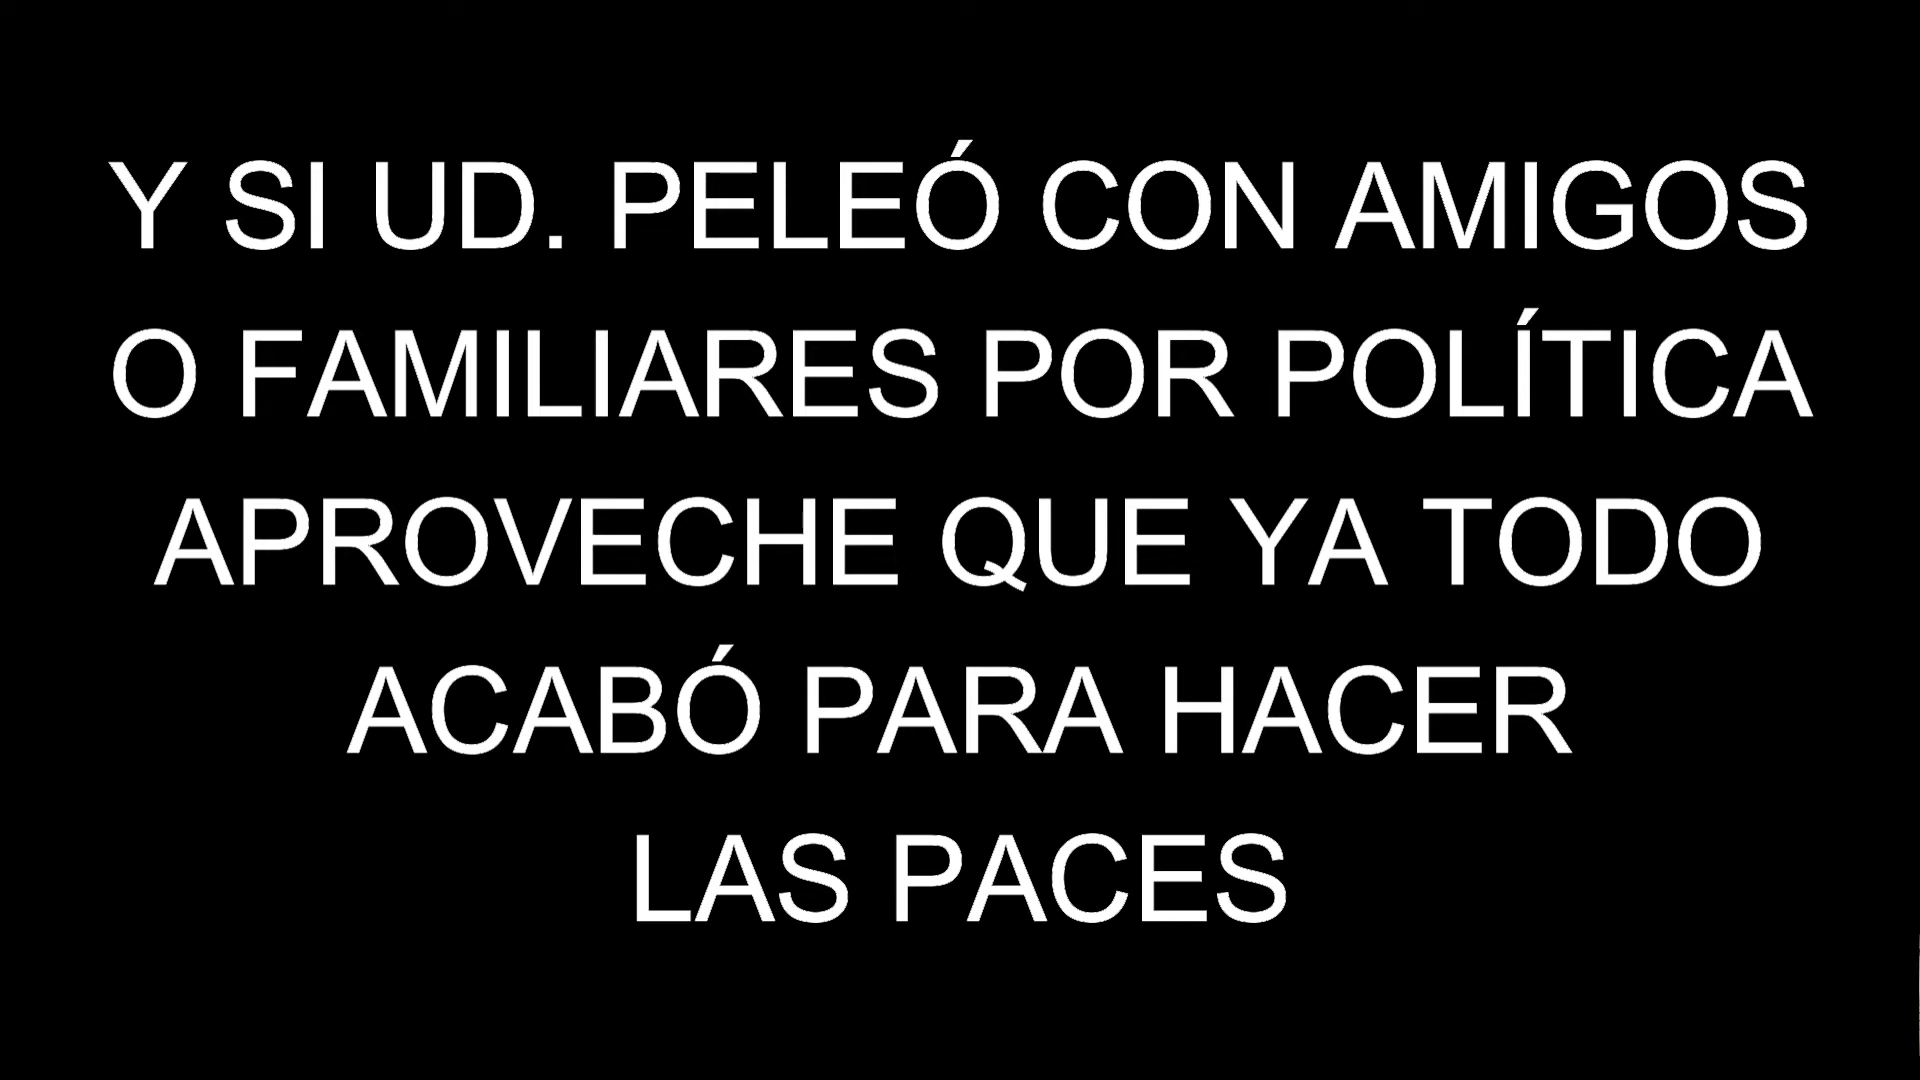 Y SI UD. PELEÓ CON AMIGOS
O FAMILIARES POR POLÍTICA
APROVECHE QUE YA TODO
ACABÓ PARA HACER
LAS PACES